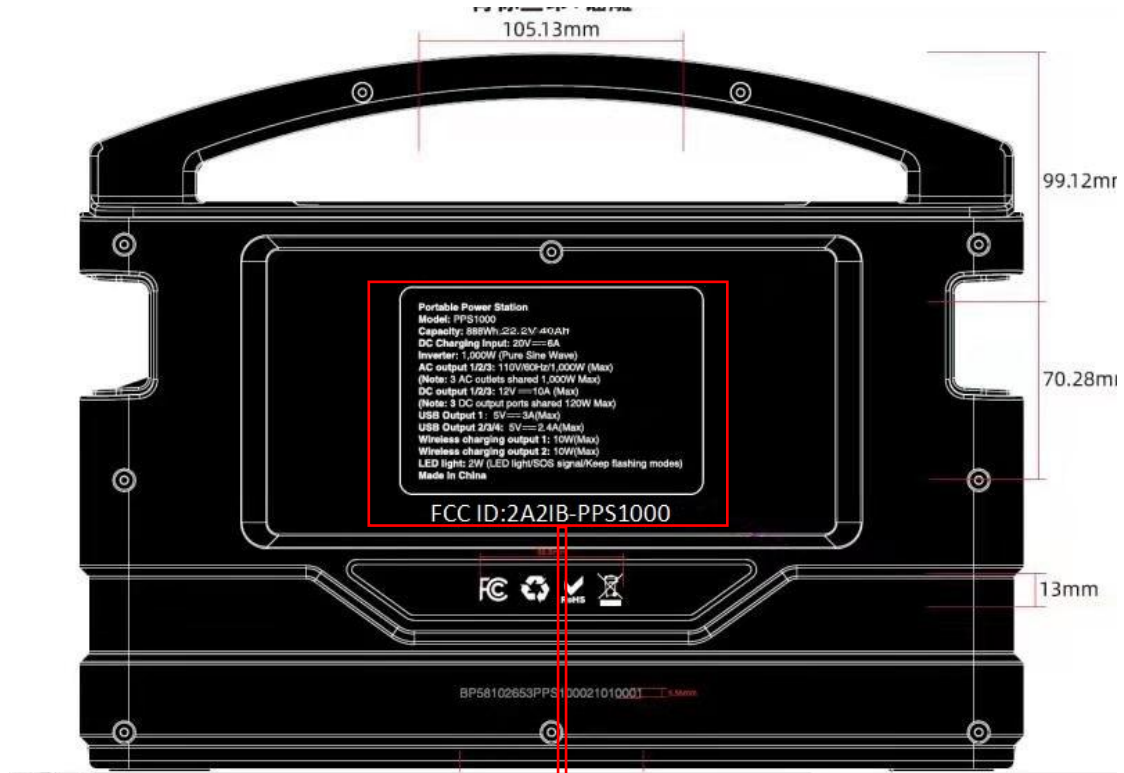 105.13mm
99.12mm
Portable Power Station
Model: PPS1000
Capacity: 888Wh,22.2V 40Ah
DC Charging Input: 20V⎓6A
Inverter: 1,000W (Pure Sine Wave)
AC output 1/2/3: 110V/60Hz/1,000W (Max)
(Note: 3 AC outlets shared 1,000W Max)
DC output 1/2/3: 12V⎓10A (Max)
(Note: 3 DC output ports shared 120W Max)
70.28m
USB Output 1: 5V⎓3A(Max)
USB Output 2/3/4: 5V⎓2.4A(Max)
Wireless charging output 1: 10W(Max)
Wireless charging output 2: 10W(Max)
LED light: 2W (LED light/SOS signal/Keep flashing modes)
Made in China
FCC ID:2A2IB-PPS1000
FC RoHS
13mm
BP58102653PPS100021010001
5.56mm